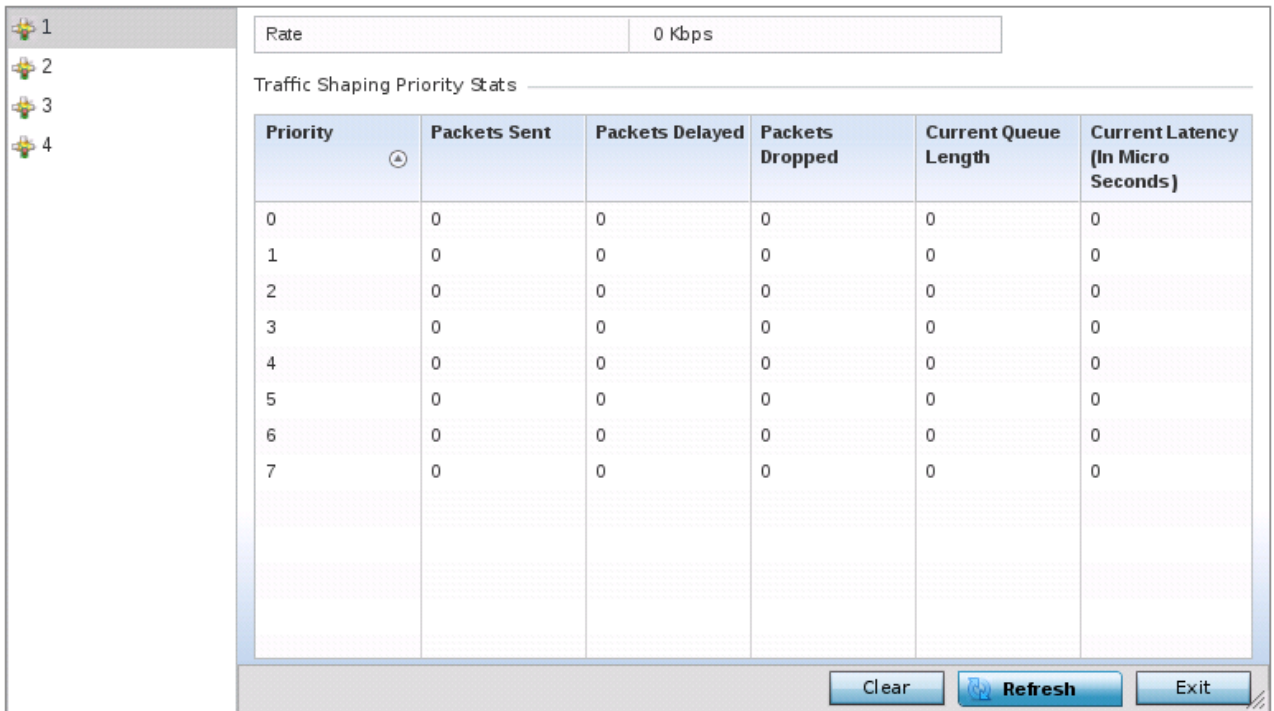 1
2
3
4
Rate 0 Kbps
Traffic Shaping Priority Stats
Priority Packets Sent Packets Delayed Packets Dropped Current Queue Length Current Latency (In Micro Seconds)
0 0 0 0 0 0
1 0 0 0 0 0
2 0 0 0 0 0
3 0 0 0 0 0
4 0 0 0 0 0
5 0 0 0 0 0
6 0 0 0 0 0
7 0 0 0 0 0
Clear Refresh Exit